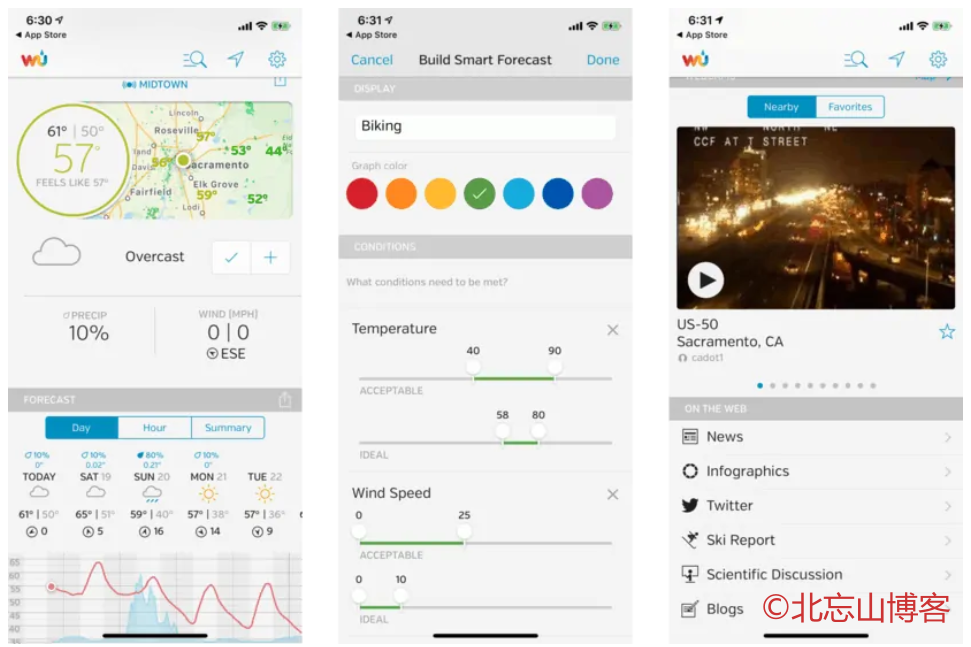 6:30
App Store
wu
MIDTOWN
61° | 50°
57°
FEELS LIKE 57°
Lincoln
Roseville
57°
53°
44°
56°
Davis
Sacramento
Elk Grove
59°
Fairfield
52°
Lodi
Overcast
PRECIP
10%
WIND [MPH]
0 | 0
ESE
FORECAST
Day Hour Summary
10% 10% 80% 10%
0" 0.02" 0.21" 0"
TODAY SAT 19 SUN 20 MON 21 TUE 22
61° | 50° 65° | 51° 59° | 40° 57° | 38° 57° | 36°
0 5 16 14 9
65
60
55
50
45
40
35
6:31
App Store
Cancel Build Smart Forecast Done
DISPLAY
Biking
Graph color
CONDITIONS
What conditions need to be met?
Temperature
40 90
ACCEPTABLE
58 80
IDEAL
Wind Speed
0 25
ACCEPTABLE
0 10
IDEAL
6:31
App Store
wu
Nearby Favorites
NW NORTH NE
CCF AT T STREET
US-50
Sacramento, CA
cadot1
ON THE WEB
News
Infographics
Twitter
Ski Report
Scientific Discussion
Blogs
©北忘山博客